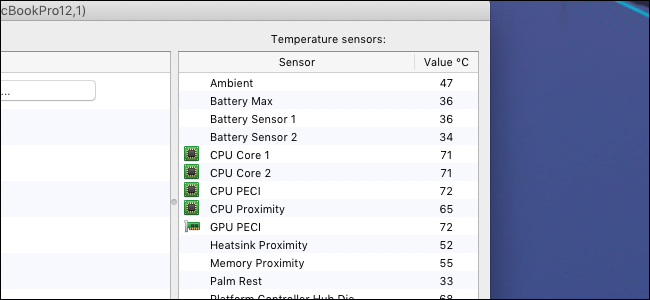 cBookPro12,1)
Temperature sensors:
Sensor Value °C
...
Ambient 47
Battery Max 36
Battery Sensor 1 36
Battery Sensor 2 34
CPU Core 1 71
CPU Core 2 71
CPU PECI 72
CPU Proximity 65
GPU PECI 72
Heatsink Proximity 52
Memory Proximity 55
Palm Rest 33
Platform Controller Hub Die 68